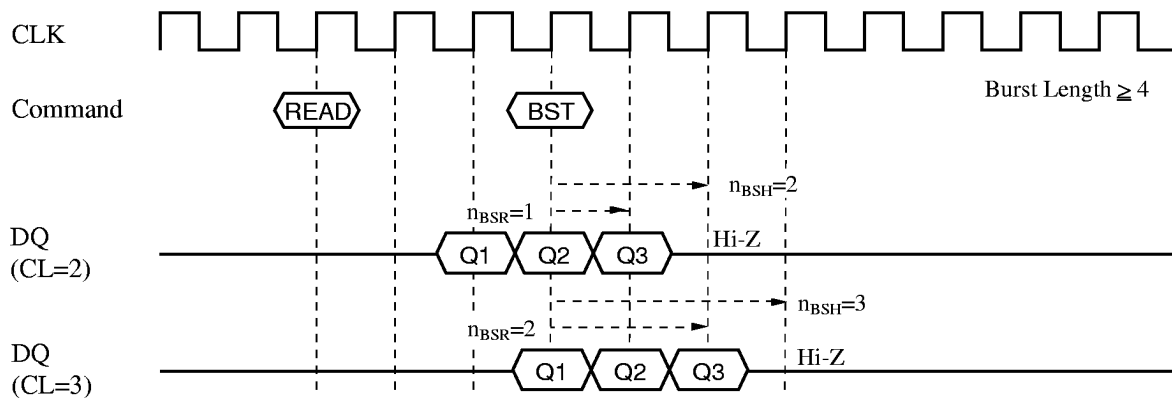 CLK
Burst Length ≧ 4
Command READ BST
n_BSH=2
n_BSR=1
DQ Hi-Z
(CL=2) Q1 Q2 Q3
n_BSH=3
n_BSR=2
DQ Hi-Z
(CL=3) Q1 Q2 Q3